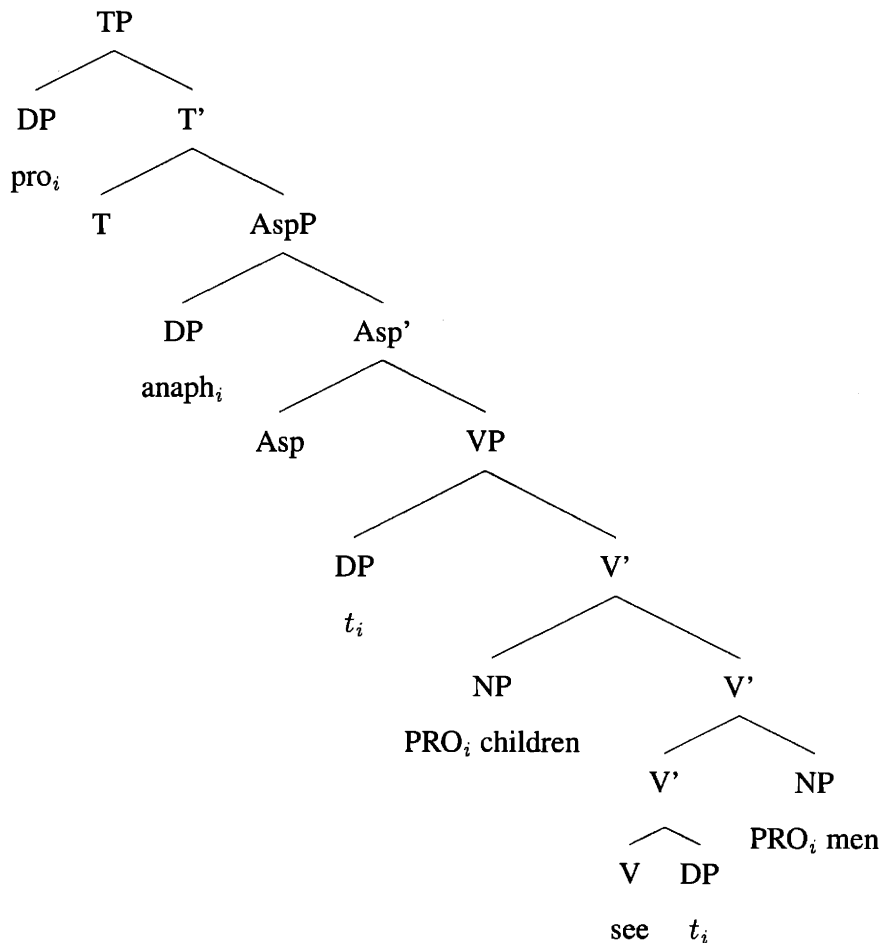 TP
DP T’
pro_i
T AspP
DP Asp’
anaph_i
Asp VP
DP V’
t_i
NP V’
PRO_i children
V’ NP
PRO_i men
V DP
see t_i